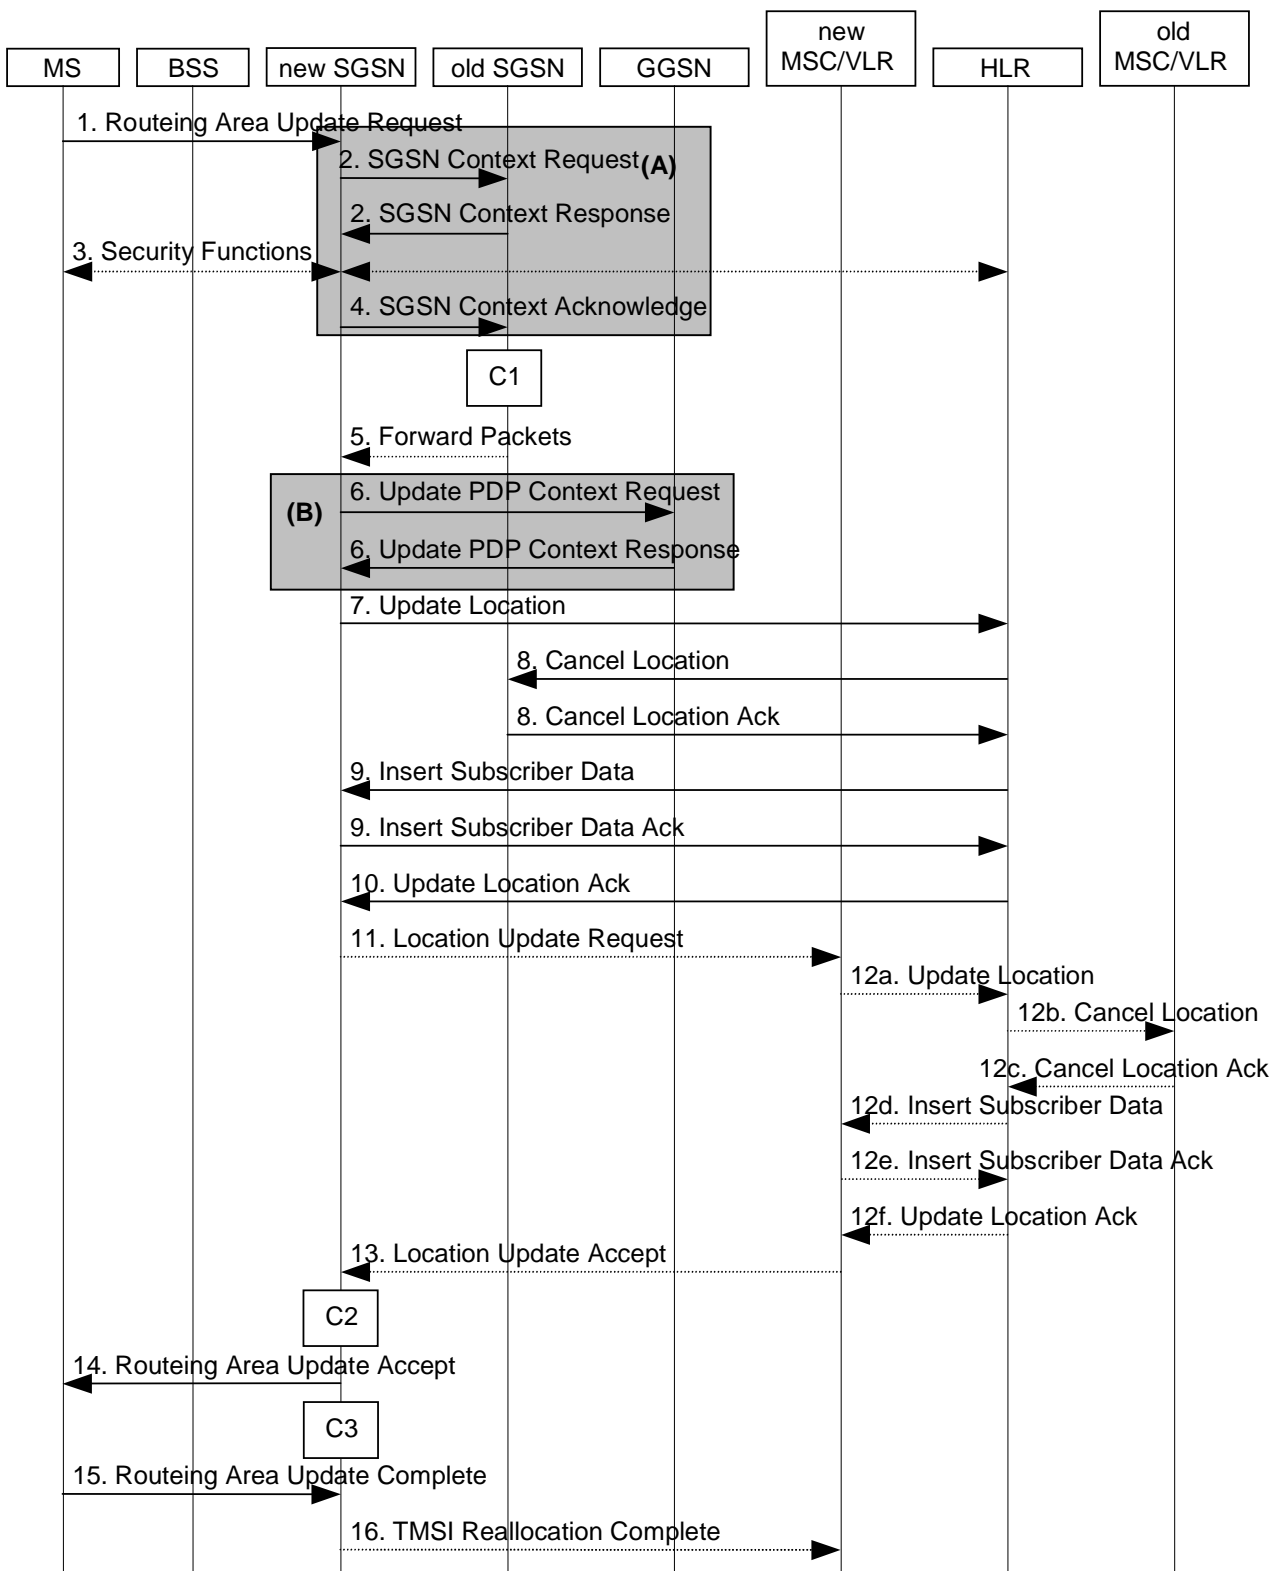 new
MSC/VLR
old
MSC/VLR
MS
BSS
new SGSN
old SGSN
GGSN
HLR
1. Routeing Area Update Request
2. SGSN Context Request
(A)
2. SGSN Context Response
3. Security Functions
4. SGSN Context Acknowledge
C1
5. Forward Packets
6. Update PDP Context Request
(B)
6. Update PDP Context Response
7. Update Location
8. Cancel Location
8. Cancel Location Ack
9. Insert Subscriber Data
9. Insert Subscriber Data Ack
10. Update Location Ack
11. Location Update Request
12a. Update Location
12b. Cancel Location
12c. Cancel Location Ack
12d. Insert Subscriber Data
12e. Insert Subscriber Data Ack
12f. Update Location Ack
13. Location Update Accept
C2
14. Routeing Area Update Accept
C3
15. Routeing Area Update Complete
16. TMSI Reallocation Complete